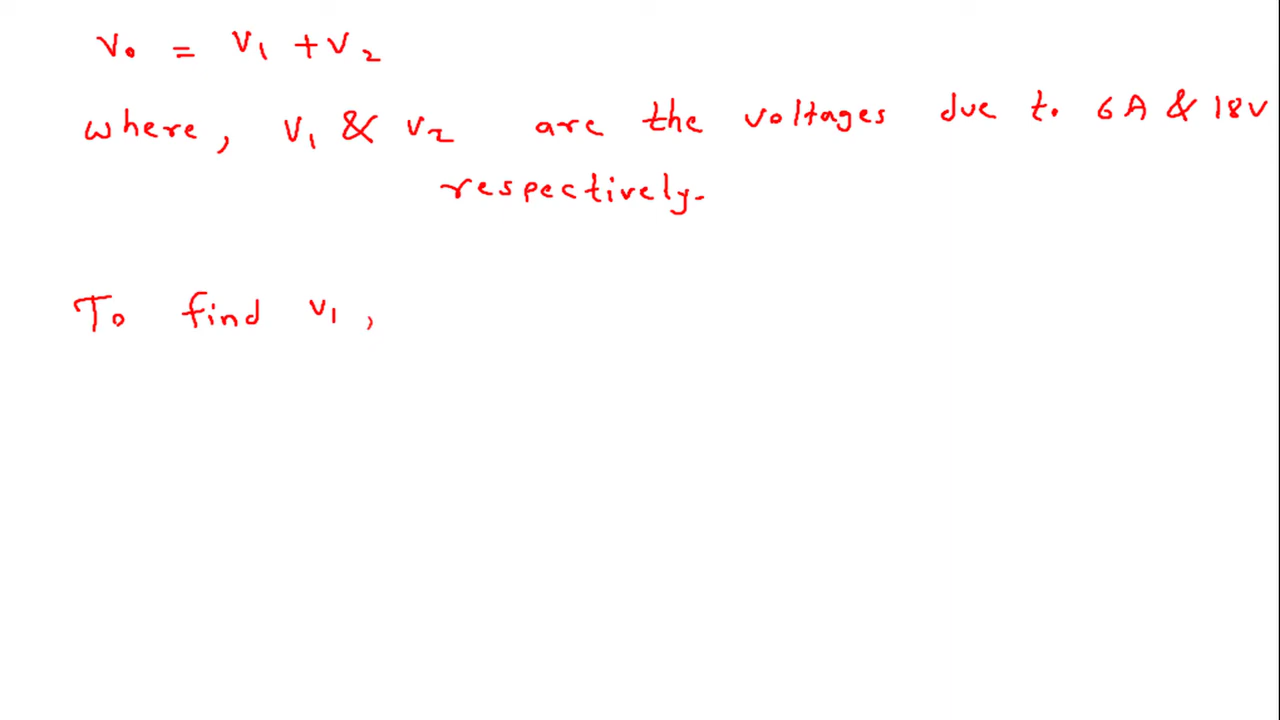 V₀ = V₁ + V₂
where, V₁ & V₂ are the voltages due to 6A & 18V
respectively.
To find V₁,